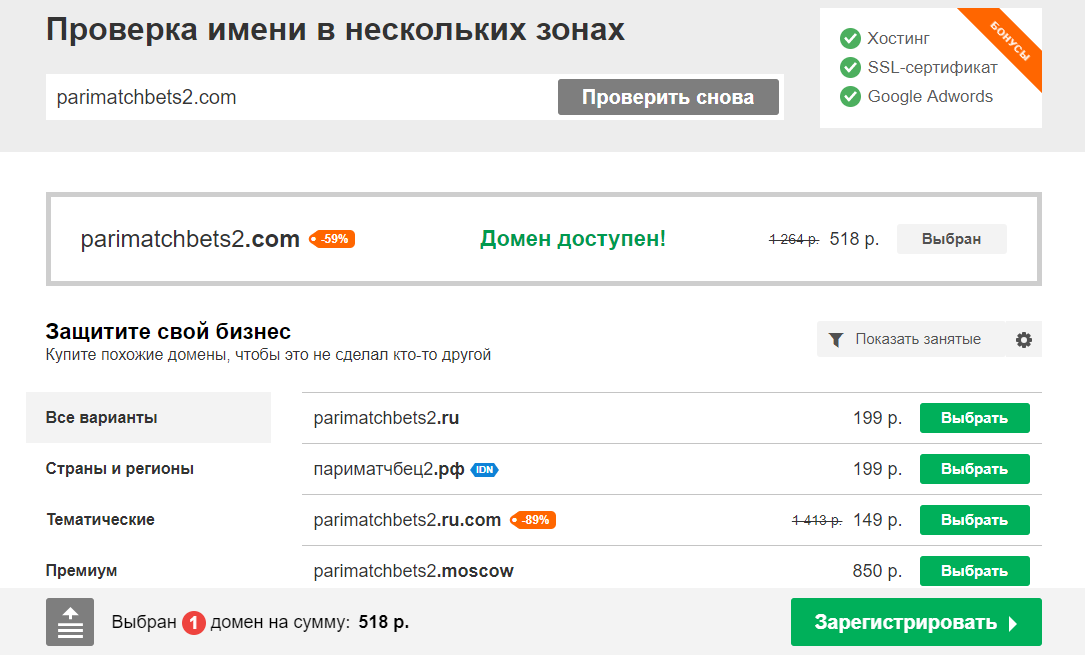 Проверка имени в нескольких зонах
parimatchbets2.com
Проверить снова
Хостинг
SSL-сертификат
Google Adwords
БОНУСЫ
parimatchbets2.com -59% Домен доступен! 1 264 р. 518 р. Выбран
Защитите свой бизнес
Купите похожие домены, чтобы это не сделал кто-то другой
Показать занятые
Все варианты
Страны и регионы
Тематические
Премиум
parimatchbets2.ru 199 р. Выбрать
париматчбец2.рф IDN 199 р. Выбрать
parimatchbets2.ru.com -89% 1 413 р. 149 р. Выбрать
parimatchbets2.moscow 850 р. Выбрать
Выбран 1 домен на сумму: 518 р.
Зарегистрировать